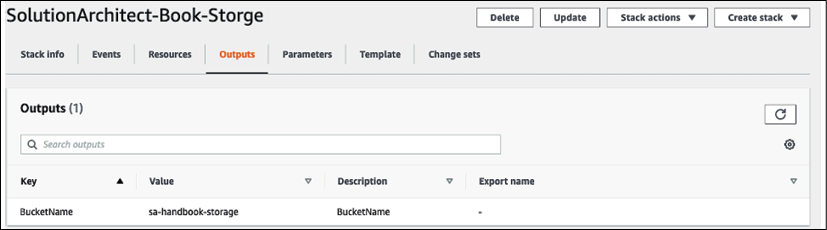 SolutionArchitect-Book-Storge Delete Update Stack actions Create stack
Stack info Events Resources Outputs Parameters Template Change sets
Outputs (1)
Search outputs
Key Value Description Export name
BucketName sa-handbook-storage BucketName -